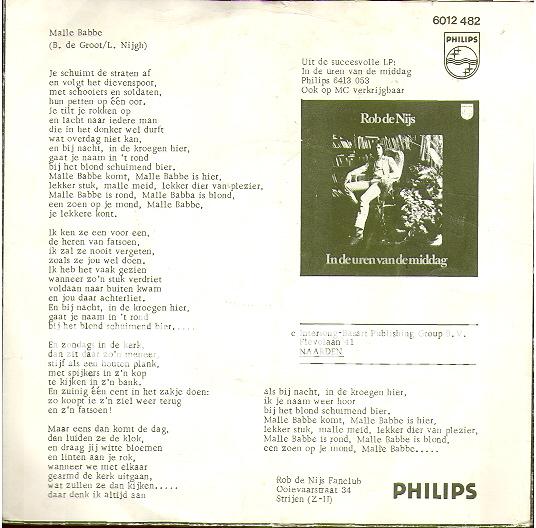 6012 482
PHILIPS
Malle Babbe
(B. de Groot/L. Nijgh)
Je schuimt de straten af
en volgt het dievenspoor,
met schooiers en soldaten,
hun petten op één oor.
Je tilt je rokken op
en lacht naar iedere man
die in het donker wel durft
wat overdag niet kan,
en bij nacht, in de kroegen hier,
gaat je naam in 't rond
bij het blond schuimend bier.
Malle Babbe komt, Malle Babbe is hier,
lekker stuk, malle meid, lekker dier van plezier,
Malle Babbe is rond, Malle Babba is blond,
een zoen op je mond, Malle Babbe,
je lekkere kont.
Ik ken ze een voor een,
de heren van fatsoen,
ik zal ze nooit vergeten,
zoals ze jou wel doen.
Ik heb het vaak gezien
wanneer zo'n stuk verdriet
voldaan naar buiten kwam
en jou daar achterliet.
En bij nacht, in de kroegen hier,
gaat je naam in 't rond
bij het blond schuimend bier.....
En zondags in de kerk,
dan zit daar zo'n meneer,
stijf als een houten plank,
met spijkers in z'n kop
te kijken in z'n bank.
En zuinig één cent in het zakje doen:
zo koopt ie z'n ziel weer terug
en z'n fatsoen!
Maar eens dan komt de dag,
dan luiden ze de klok,
en draag jij witte bloemen
en linten aan je rok,
wanneer we met elkaar
gearmd de kerk uitgaan,
wat zullen ze dan kijken.....
daar denk ik altijd aan
Uit de succesvolle LP:
In de uren van de middag
Philips 6413 053
Ook op MC verkrijgbaar
Rob de Nijs
In de uren van de middag
c Intersong-Basart Publishing Group B.V.
Flevolaan 41
NAARDEN
als bij nacht, in de kroegen hier,
ik je naam weer hoor
bij het blond schuimend bier.
Malle Babbe komt, Malle Babbe is hier,
lekker stuk, malle meid, lekker dier van plezier,
Malle Babbe is rond, Malle Babbe is blond,
een zoen op je mond, Malle Babbe.....
Rob de Nijs Fanclub
Ooievaarstraat 34
Strijen (Z-H)
PHILIPS